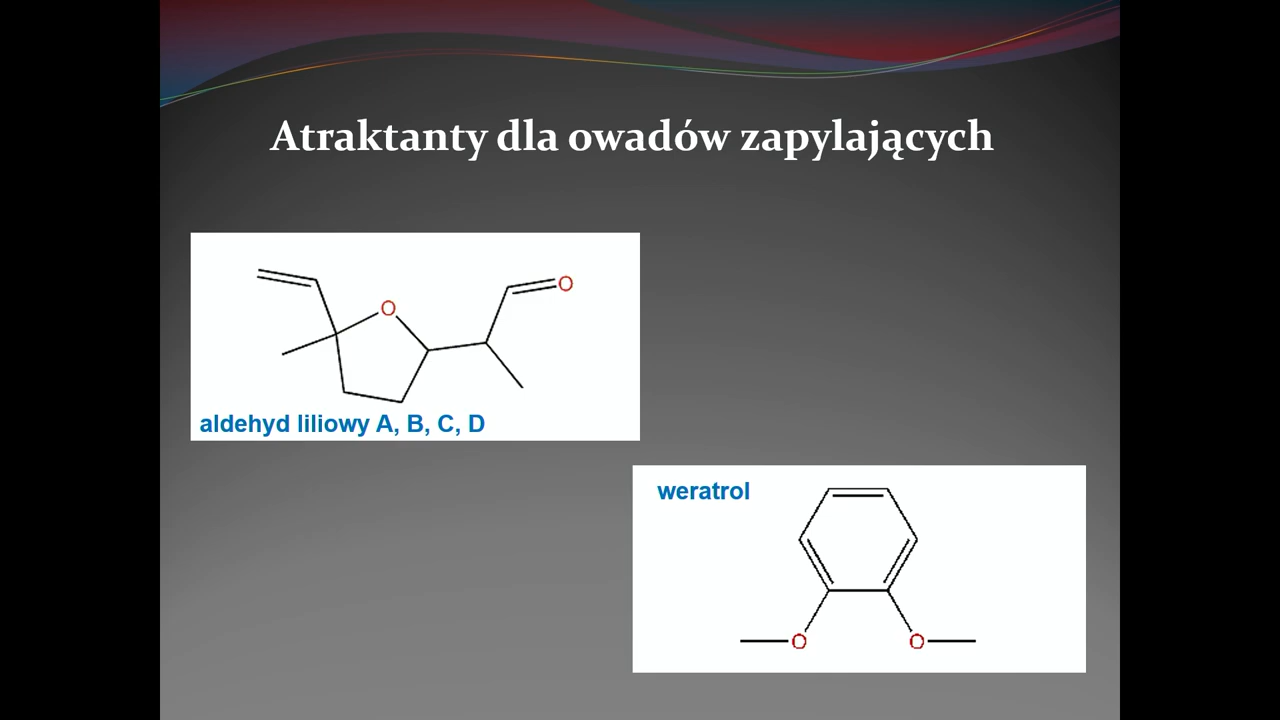 Atraktanty dla owadów zapylających
O
O
aldehyd liliowy A, B, C, D
weratrol
O
O